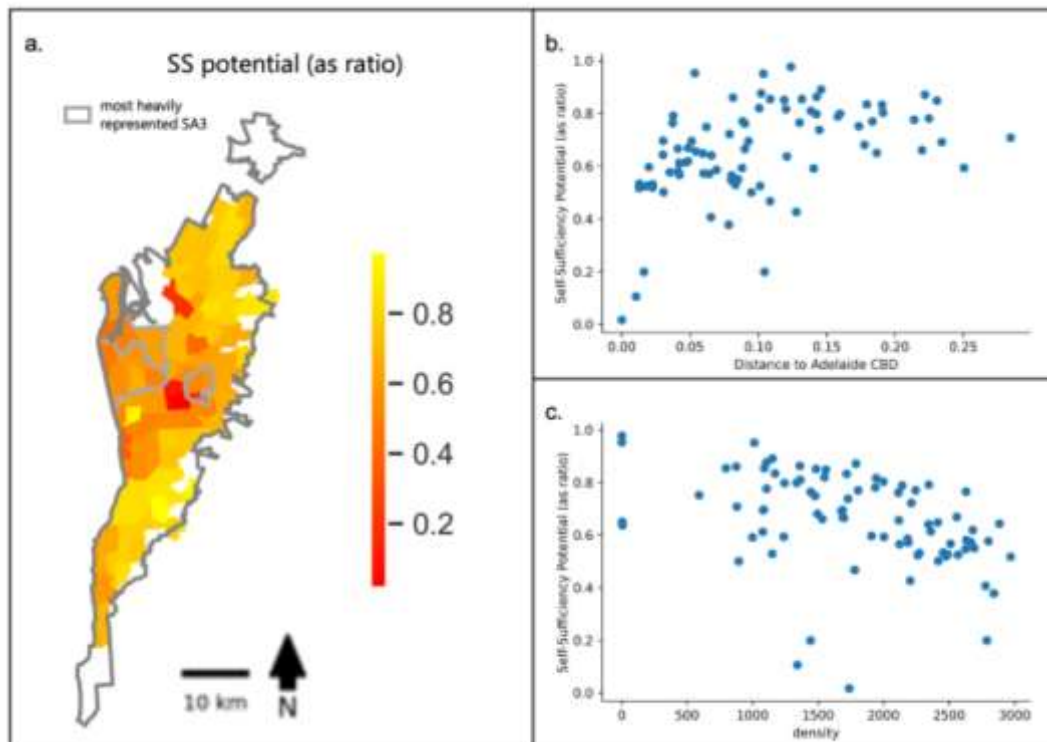 a.
SS potential (as ratio)
most heavily
represented SA3
0.8
0.6
0.4
0.2
10 km
N
b.
Self-Sufficiency Potential (as ratio)
1.0
0.8
0.6
0.4
0.2
0.0
0.00 0.05 0.10 0.15 0.20 0.25
Distance to Adelaide CBD
c.
Self-Sufficiency Potential (as ratio)
1.0
0.8
0.6
0.4
0.2
0.0
0 500 1000 1500 2000 2500 3000
density